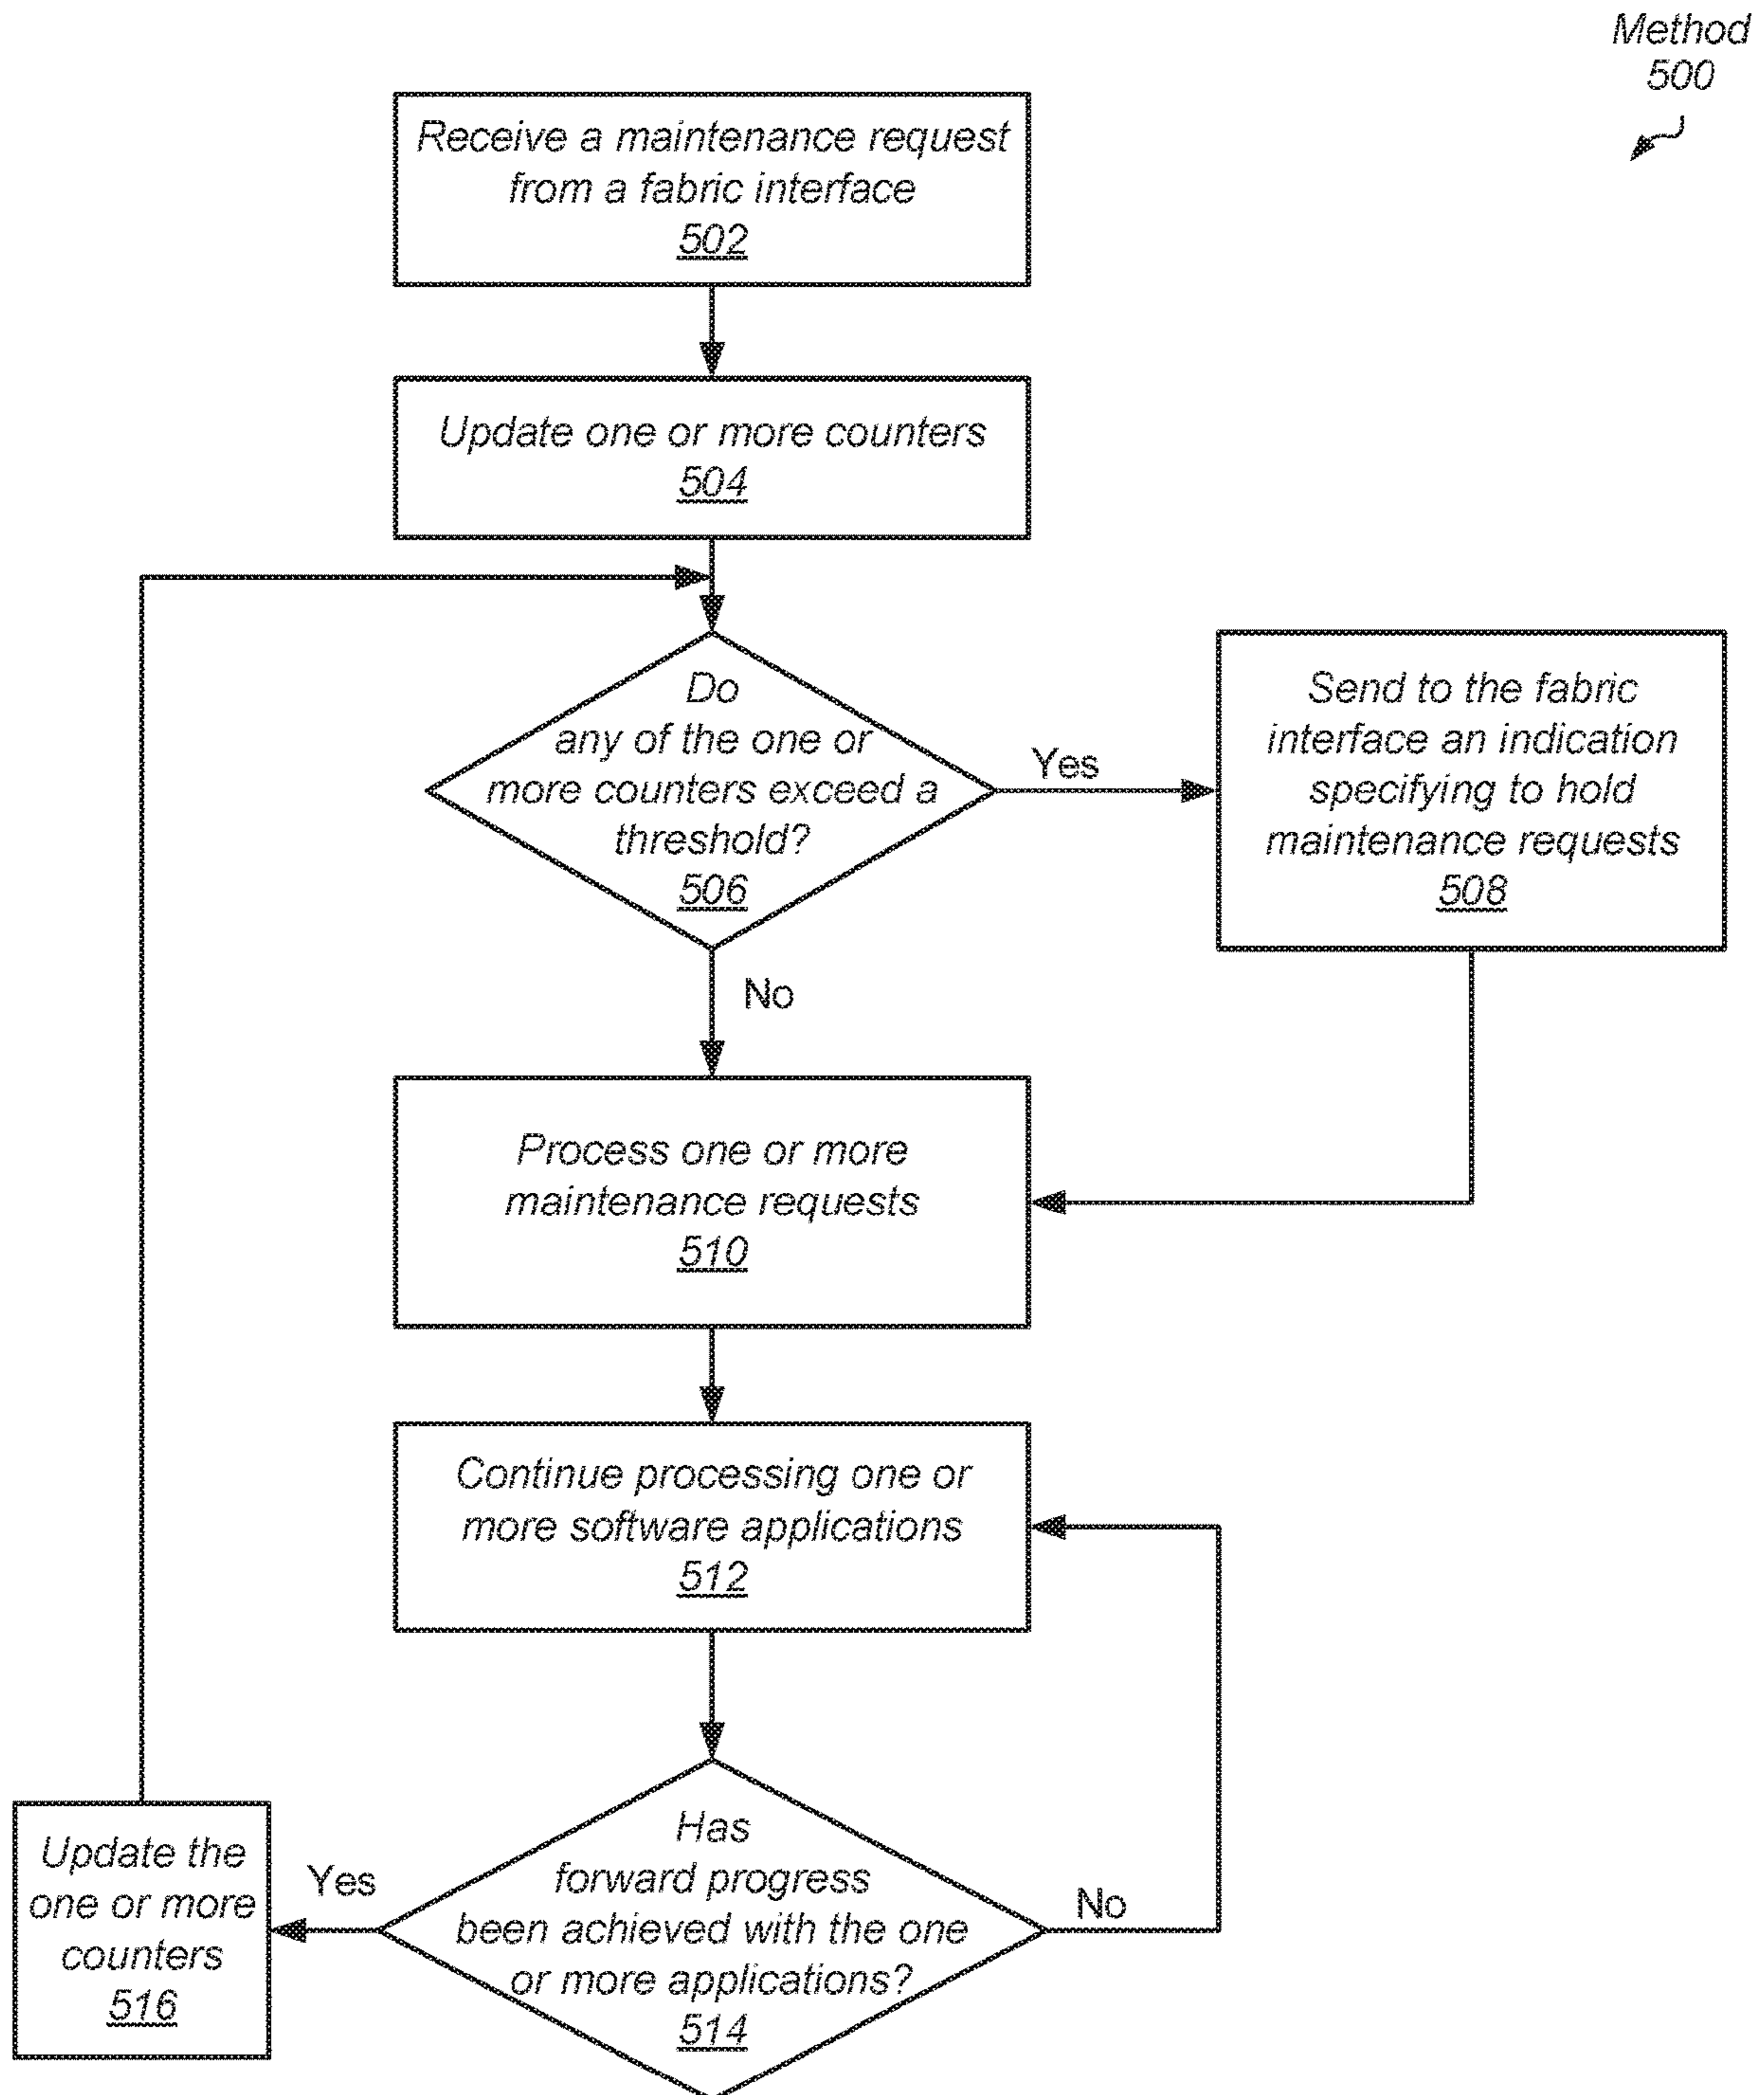 Method
500
Receive a maintenance request
from a fabric interface
502
Update one or more counters
504
Do
any of the one or
more counters exceed a
threshold?
506
Yes
Send to the fabric
interface an indication
specifying to hold
maintenance requests
508
No
Process one or more
maintenance requests
510
Continue processing one or
more software applications
512
Has
forward progress
been achieved with the one
or more applications?
514
No
Yes
Update the
one or more
counters
516